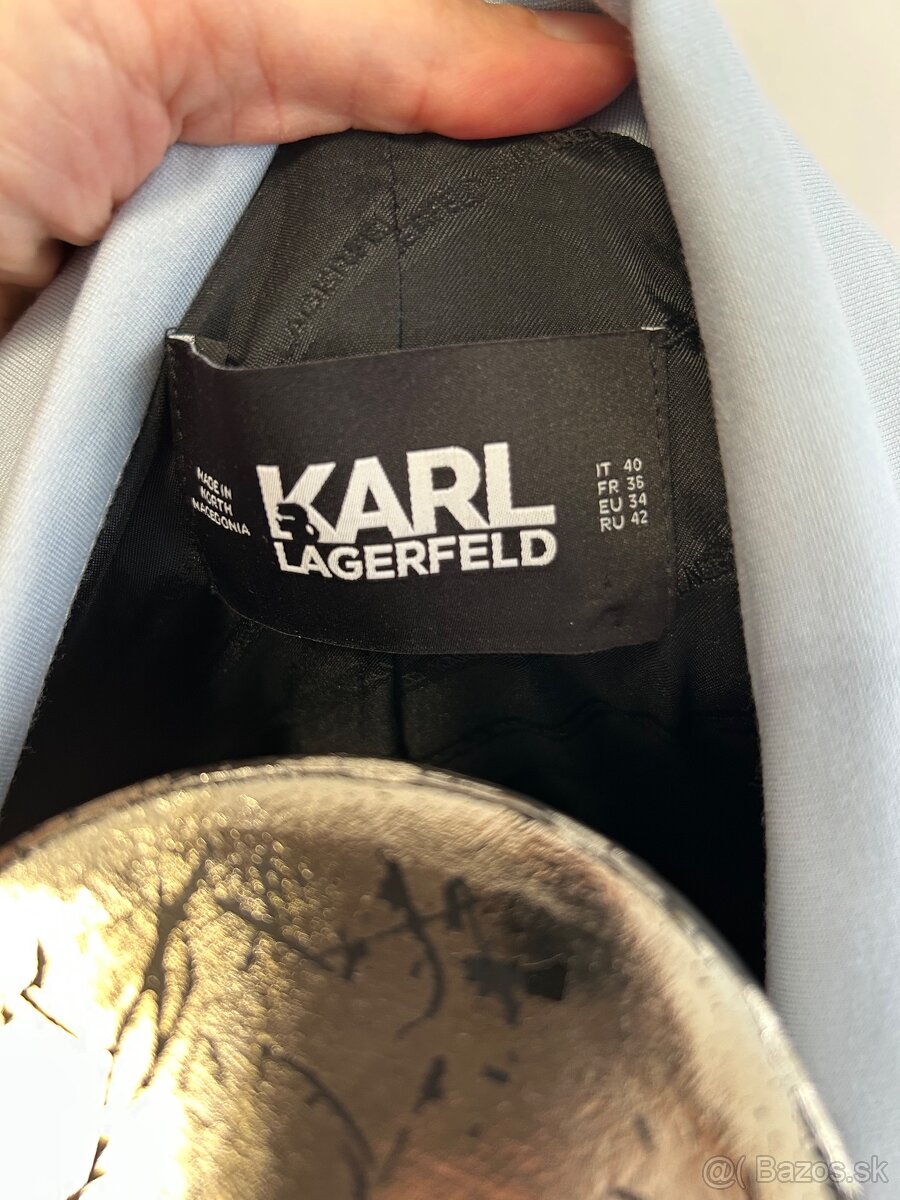 MADE IN
NORTH
MACEDONIA
KARL
LAGERFELD
IT 40
FR 36
EU 34
RU 42
@( Bazos.sk